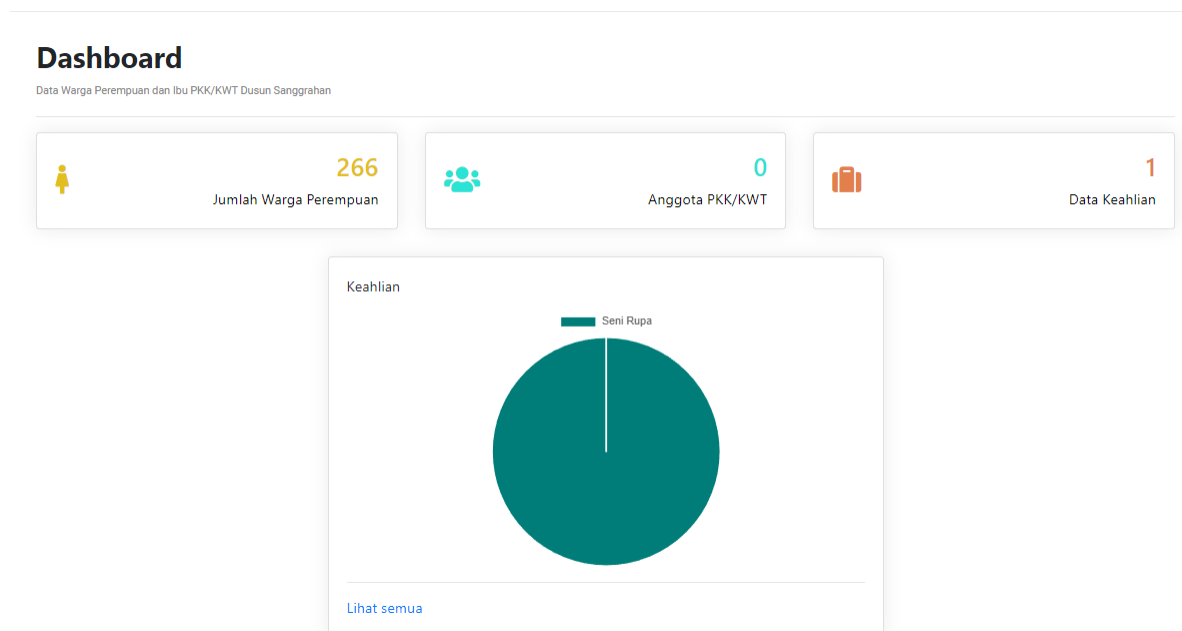 Dashboard
Data Warga Perempuan dan Ibu PKK/KWT Dusun Sanggrahan
266
Jumlah Warga Perempuan
0
Anggota PKK/KWT
1
Data Keahlian
Keahlian
Seni Rupa
Lihat semua